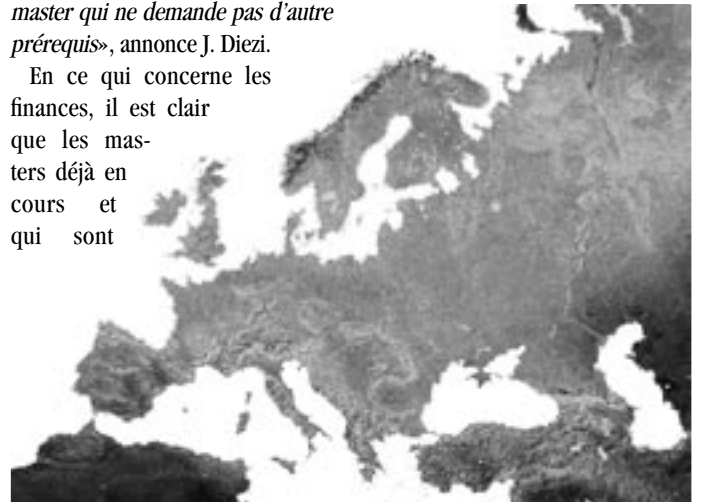 master qui ne demande pas d'autre
prérequis», annonce J. Diezi.
En ce qui concerne les
finances, il est clair
que les mas-
ters déjà en
cours et
qui sont